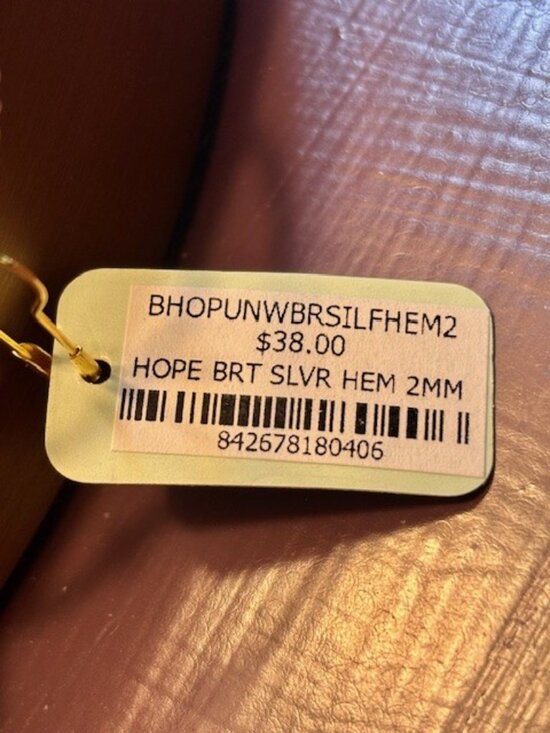 BHOPUNWBRSILFHEM2
$38.00
HOPE BRT SLVR HEM 2MM
842678180406